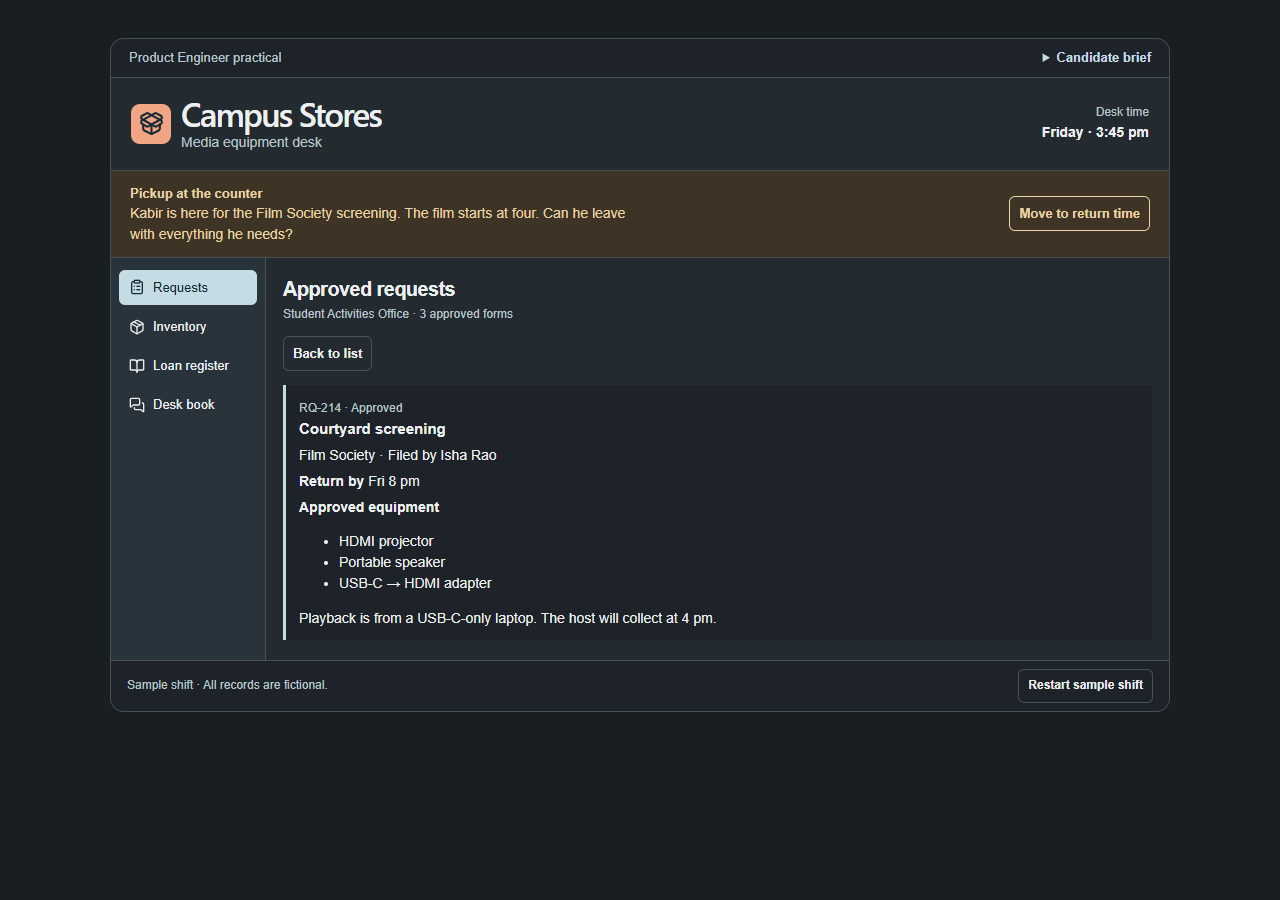 Product Engineer practical
▶ Candidate brief
Campus Stores
Media equipment desk
Desk time
Friday · 3:45 pm
Pickup at the counter
Kabir is here for the Film Society screening. The film starts at four. Can he leave
with everything he needs?
Move to return time
Requests
Inventory
Loan register
Desk book
Approved requests
Student Activities Office · 3 approved forms
Back to list
RQ-214 · Approved
Courtyard screening
Film Society · Filed by Isha Rao
Return by Fri 8 pm
Approved equipment
• HDMI projector
• Portable speaker
• USB-C → HDMI adapter
Playback is from a USB-C-only laptop. The host will collect at 4 pm.
Sample shift · All records are fictional.
Restart sample shift